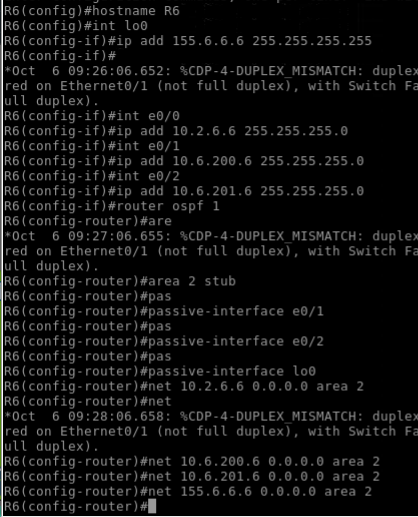 R6(config)#hostname R6
R6(config)#int lo0
R6(config-if)#ip add 155.6.6.6 255.255.255.255
R6(config-if)#
*Oct  6 09:26:06.652: %CDP-4-DUPLEX_MISMATCH: duplex
red on Ethernet0/1 (not full duplex), with Switch Fa
ull duplex).
R6(config-if)#int e0/0
R6(config-if)#ip add 10.2.6.6 255.255.255.0
R6(config-if)#int e0/1
R6(config-if)#ip add 10.6.200.6 255.255.255.0
R6(config-if)#int e0/2
R6(config-if)#ip add 10.6.201.6 255.255.255.0
R6(config-if)#router ospf 1
R6(config-router)#are
*Oct  6 09:27:06.655: %CDP-4-DUPLEX_MISMATCH: duplex
red on Ethernet0/1 (not full duplex), with Switch Fa
ull duplex).
R6(config-router)#area 2 stub
R6(config-router)#pas
R6(config-router)#passive-interface e0/1
R6(config-router)#pas
R6(config-router)#passive-interface e0/2
R6(config-router)#pas
R6(config-router)#passive-interface lo0
R6(config-router)#net 10.2.6.6 0.0.0.0 area 2
R6(config-router)#net
*Oct  6 09:28:06.658: %CDP-4-DUPLEX_MISMATCH: duplex
red on Ethernet0/1 (not full duplex), with Switch Fa
ull duplex).
R6(config-router)#net 10.6.200.6 0.0.0.0 area 2
R6(config-router)#net 10.6.201.6 0.0.0.0 area 2
R6(config-router)#net 155.6.6.6 0.0.0.0 area 2
R6(config-router)#